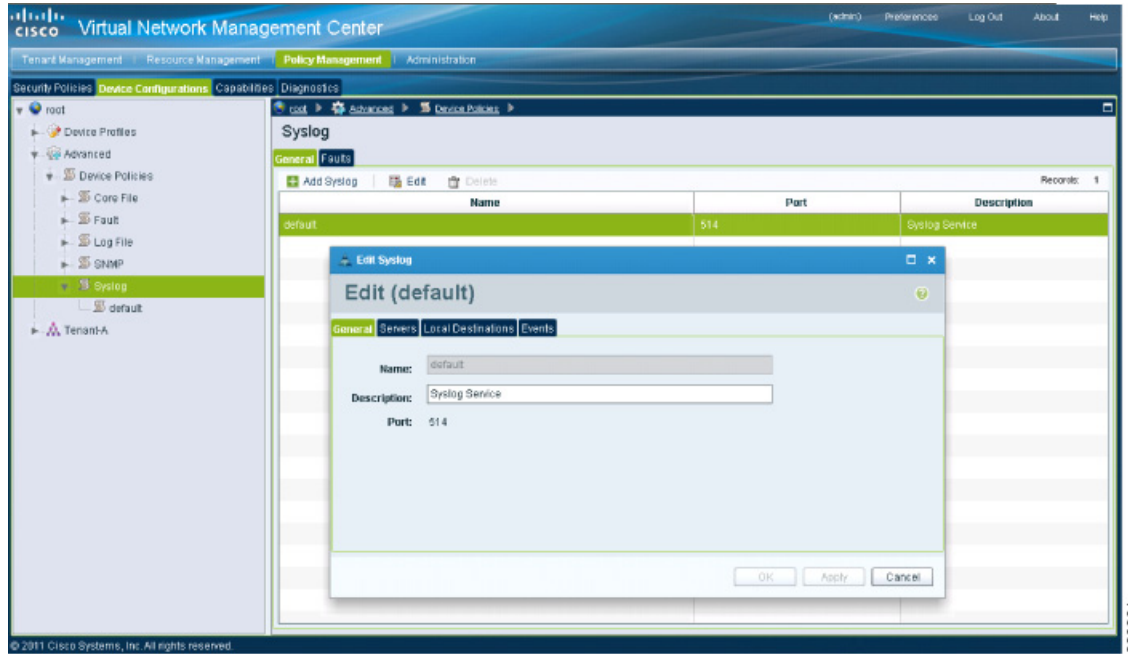 CISCO Virtual Network Management Center
(admin) Preferences Log Out About Help
Tenant Management | Resource Management | Policy Management | Administration
Security Policies Device Configurations Capabilities Diagnostics
root
Device Profiles
Advanced
Device Policies
Core File
Fault
Log File
SNMP
Syslog
default
Tenant-A
root Advanced Device Policies
Syslog
General Faults
Add Syslog Edit Delete Records: 1
Name Port Description
default 514 Syslog Service
Edit Syslog
Edit (default)
General Servers Local Destinations Events
Name: default
Description: Syslog Service
Port: 514
OK Apply Cancel
© 2011 Cisco Systems, Inc. All rights reserved.